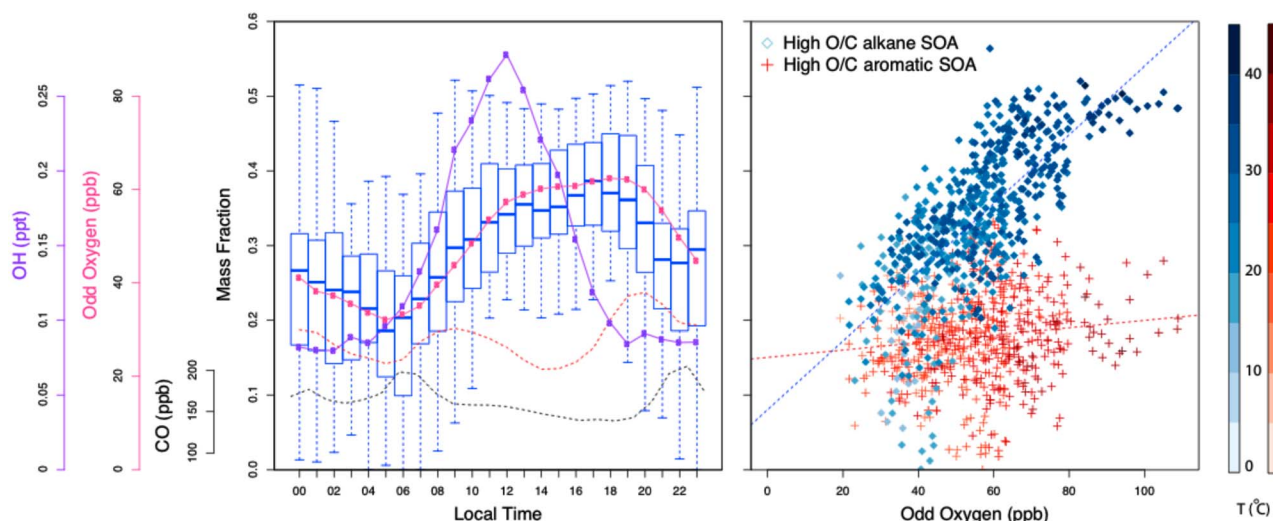 OH (ppt)
0
0.05
0.1
0.15
0.2
0.25
Odd Oxygen (ppb)
0
20
40
60
80
CO (ppb)
100
150
200
Mass Fraction
0.0
0.1
0.2
0.3
0.4
0.5
0.6
00 02 04 06 08 10 12 14 16 18 20 22
Local Time
High O/C alkane SOA
High O/C aromatic SOA
0 20 40 60 80 100
Odd Oxygen (ppb)
40
30
20
10
0
T (°C)